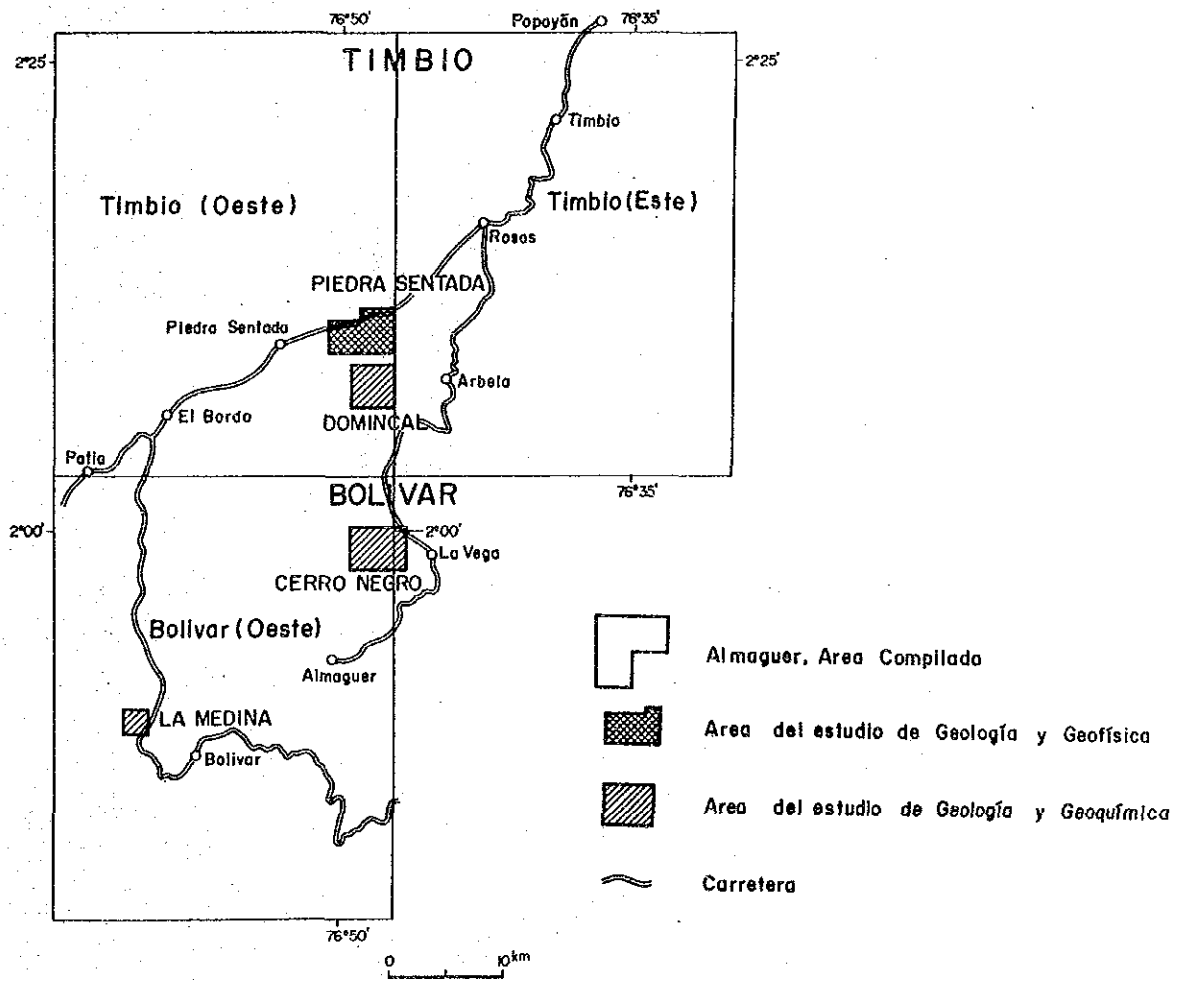 76°50'
Popoyãn
76°35'
2°25'
TIMBIO
2°25'
Timbio
Timbio (Oeste)
Timbio (Este)
Rosas
PIEDRA SENTADA
Piedra Sentada
Arbela
El Bordo
DOMINCAL
Patia
BOLIVAR
76°35'
2°00'
2°00'
La Vega
CERRO NEGRO
Bolivar (Oeste)
Almaguer
Almaguer, Area Compilada
LA MEDINA
Area del estudio de Geología y Geofísica
Bolivar
Area del estudio de Geología y Geoquímica
Carretera
76°50'
0 10km